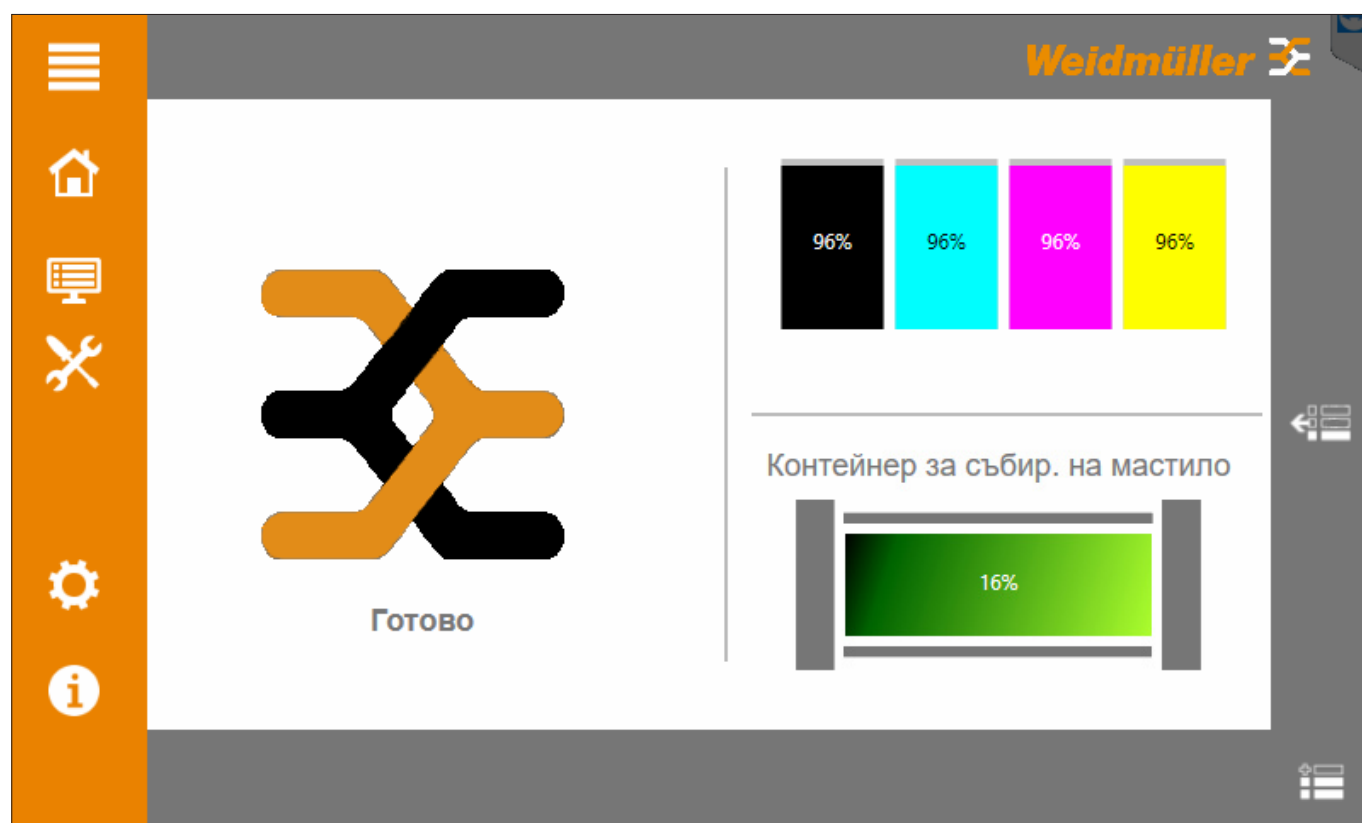 Weidmüller
96% 96% 96% 96%
Контейнер за събир. на мастило
16%
Готово